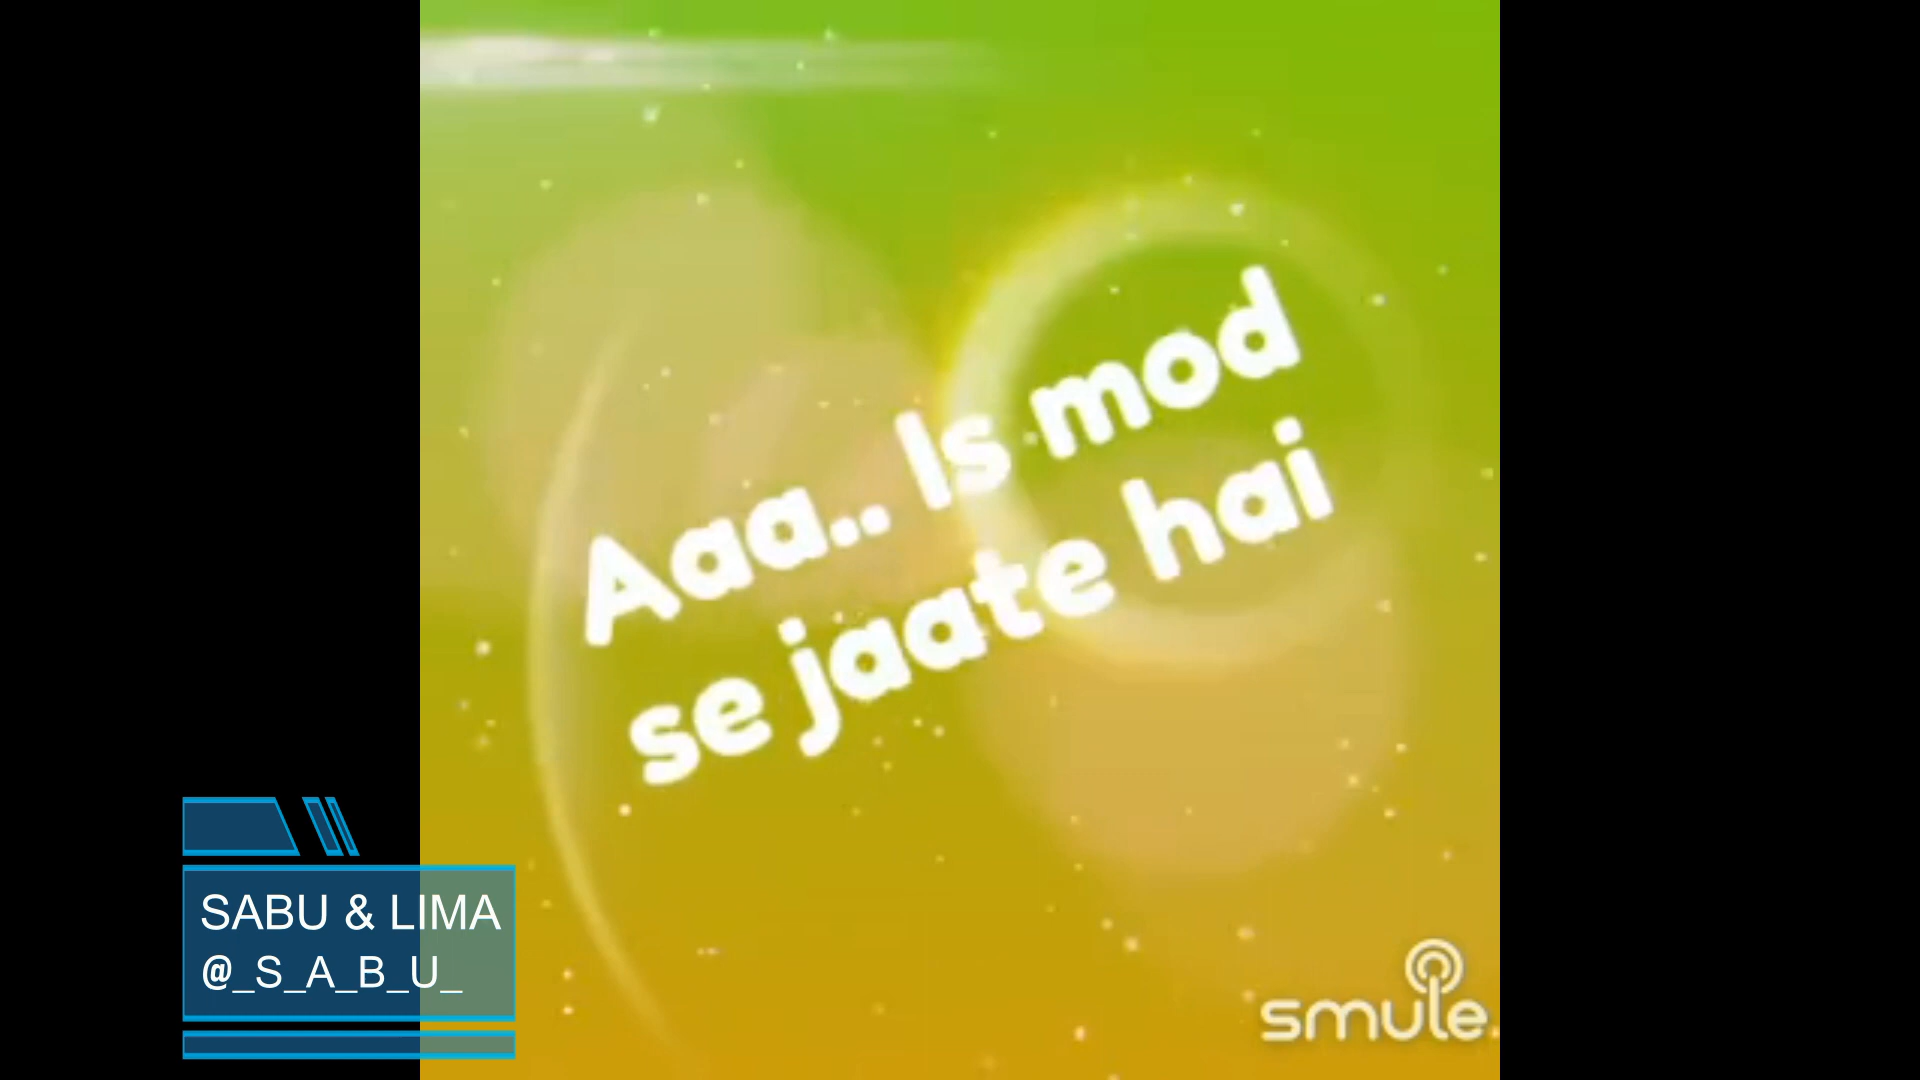 Aaa.. Is mod
se jaate hai
SABU & LIMA
@_S_A_B_U_
smule